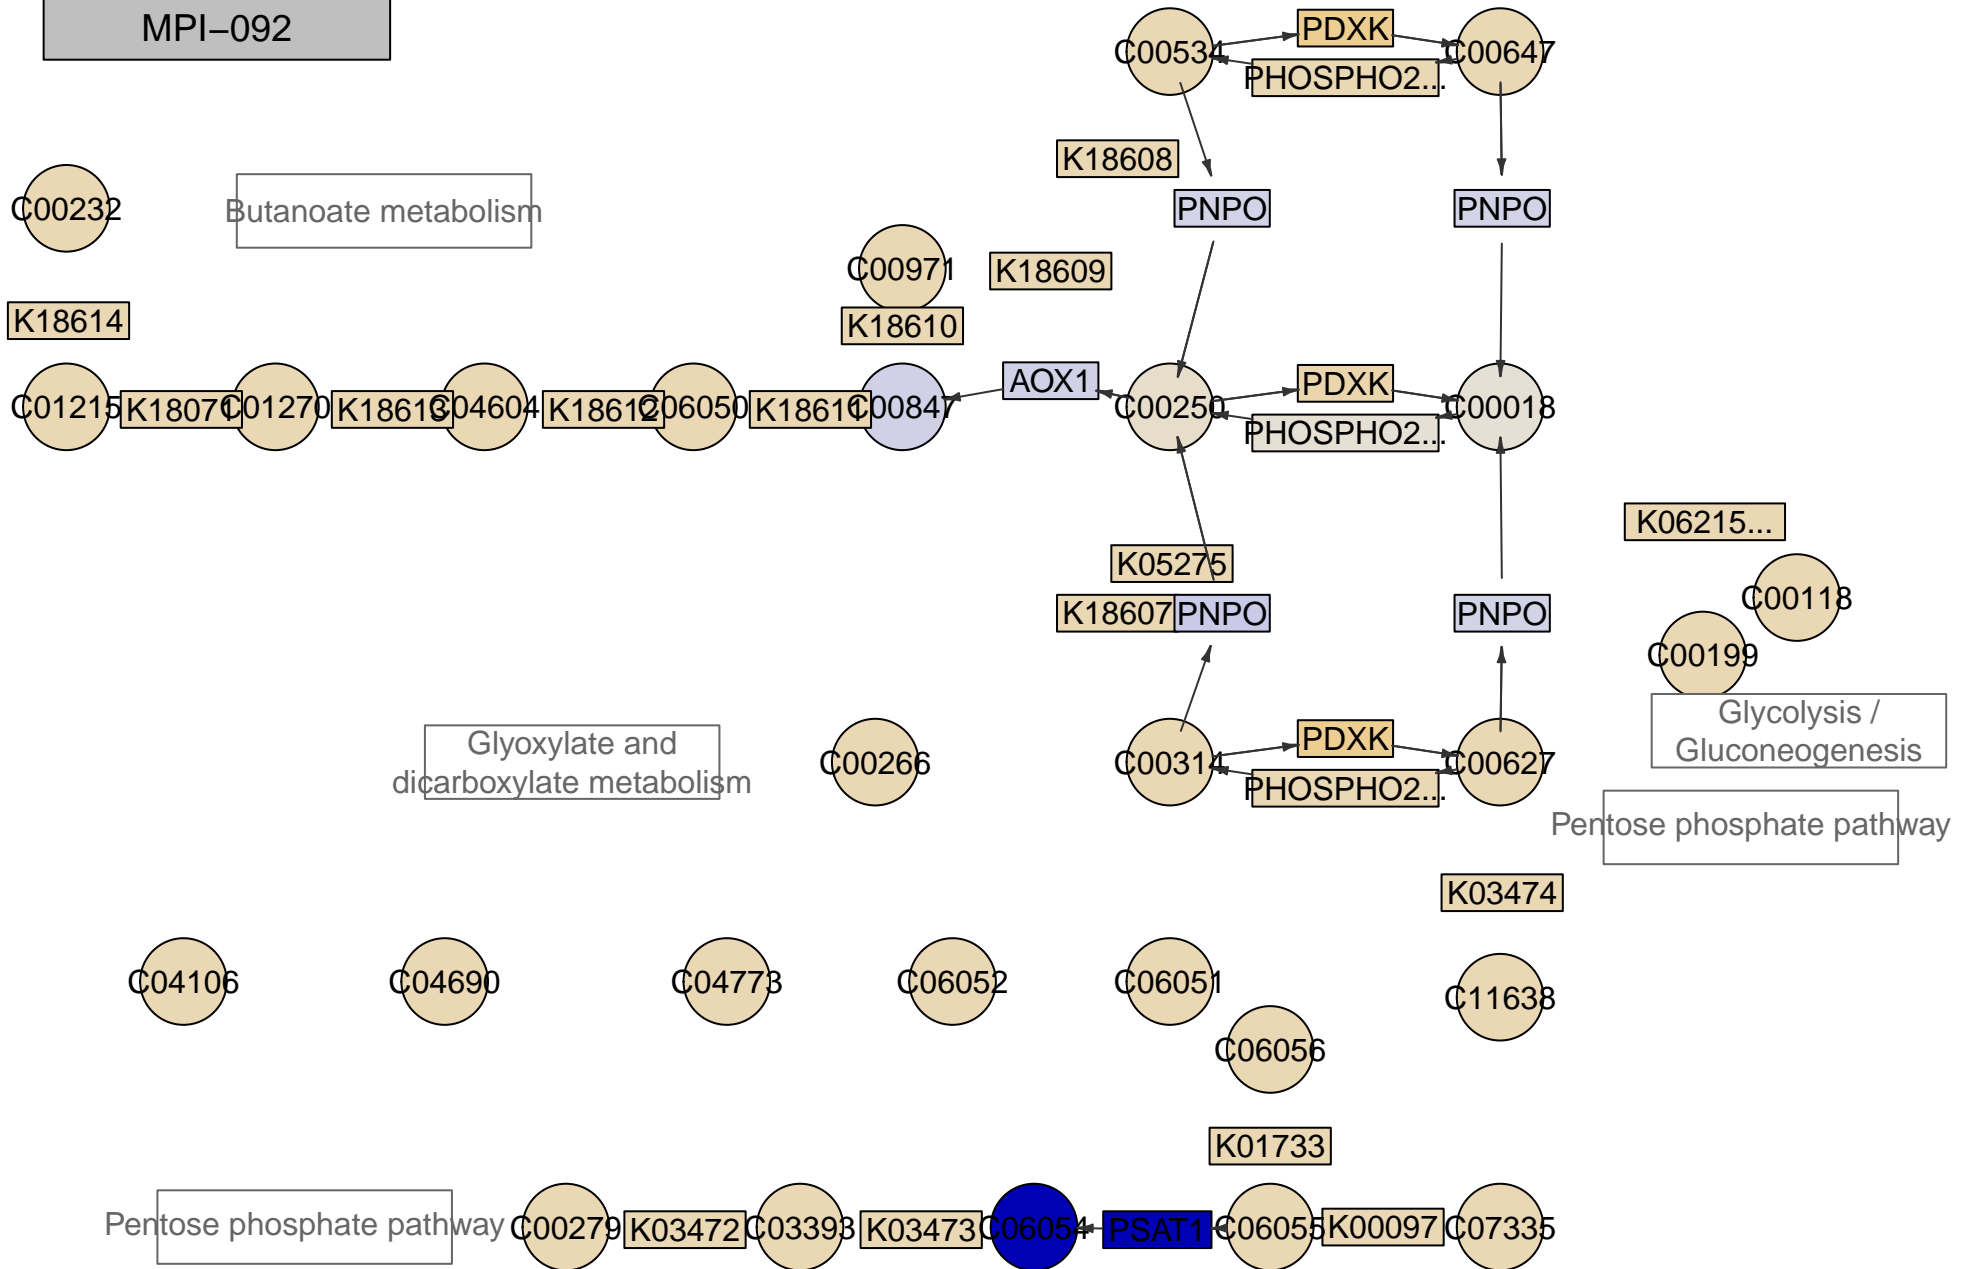 MPI−092
C00534
PDXK
C00647
PHOSPHO2...
K18608
C00232
Butanoate metabolism
PNPO
PNPO
C00971
K18609
K18614
K18610
C01215
K18071
C01270
K18613
C04604
K18612
C06050
K18611
C00847
AOX1
C00250
PDXK
C00018
PHOSPHO2...
K06215...
K05275
C00118
K18607
PNPO
PNPO
C00199
Glycolysis /
Gluconeogenesis
Glyoxylate and
dicarboxylate metabolism
C00266
C00314
PDXK
C00627
PHOSPHO2...
Pentose phosphate pathway
K03474
C04106
C04690
C04773
C06052
C06051
C11638
C06056
K01733
Pentose phosphate pathway
C00279
K03472
C03393
K03473
C06054
PSAT1
C06055
K00097
C07335